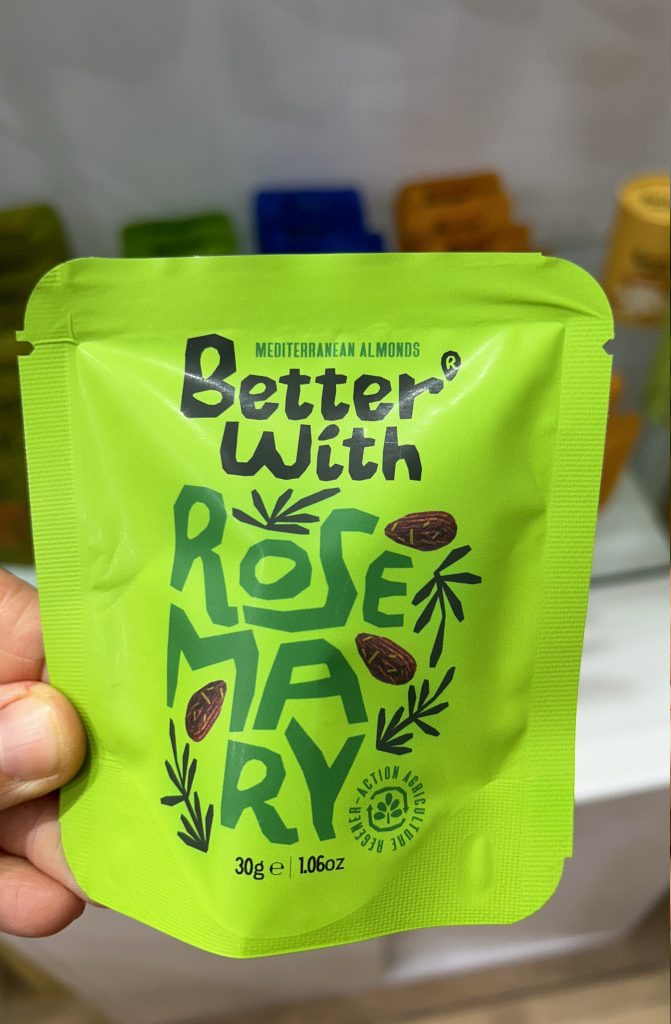 MEDITERRANEAN ALMONDS
Better®
With
ROSE
MA
RY
REGENER-ACTION AGRICULTURE
30g ℮ | 1.06oz